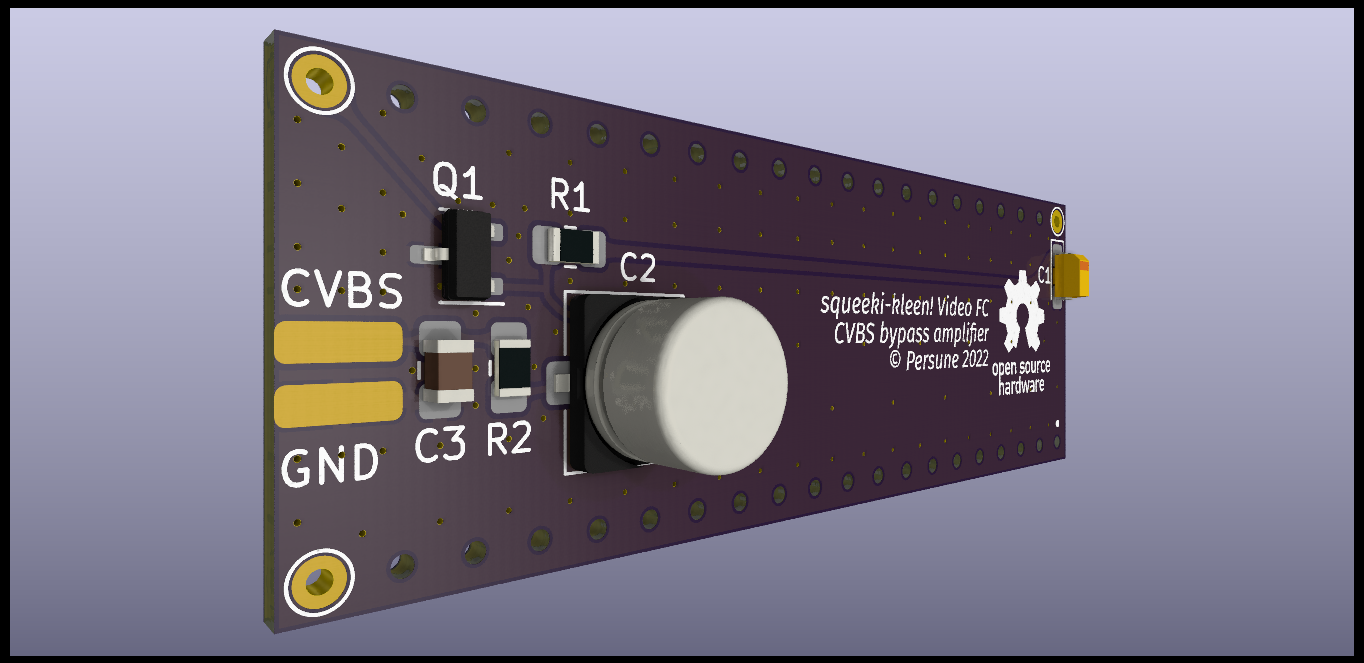 Q1
R1
C2
CVBS
C1
squeeki-kleen! Video FC
CVBS bypass amplifier
© Persune 2022
open source
hardware
C3
R2
GND